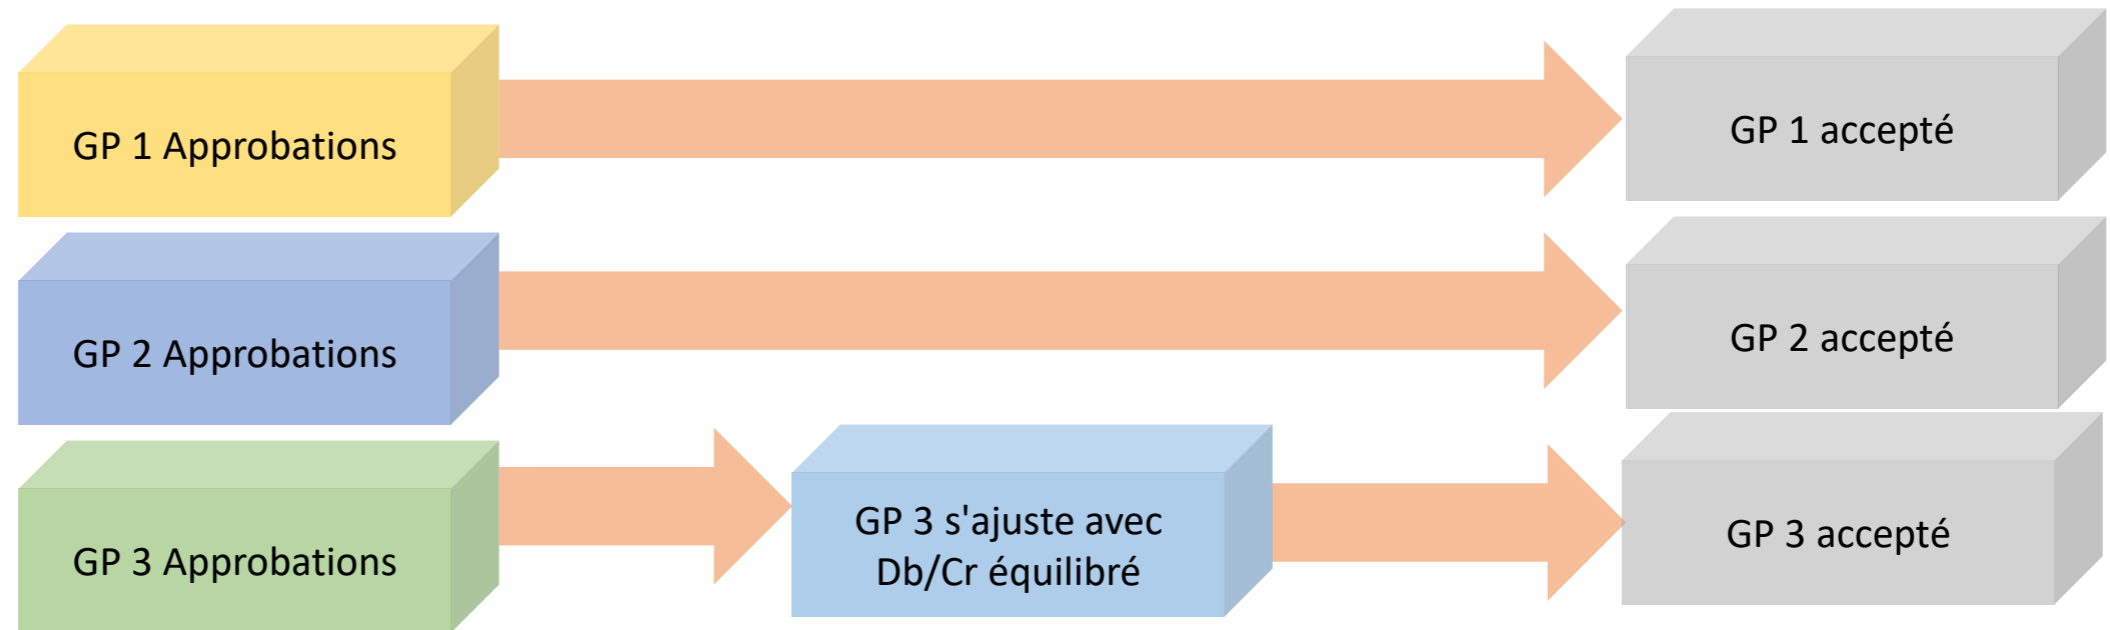 GP 1 Approbations
GP 1 accepté
GP 2 Approbations
GP 2 accepté
GP 3 Approbations
GP 3 s'ajuste avec
Db/Cr équilibré
GP 3 accepté